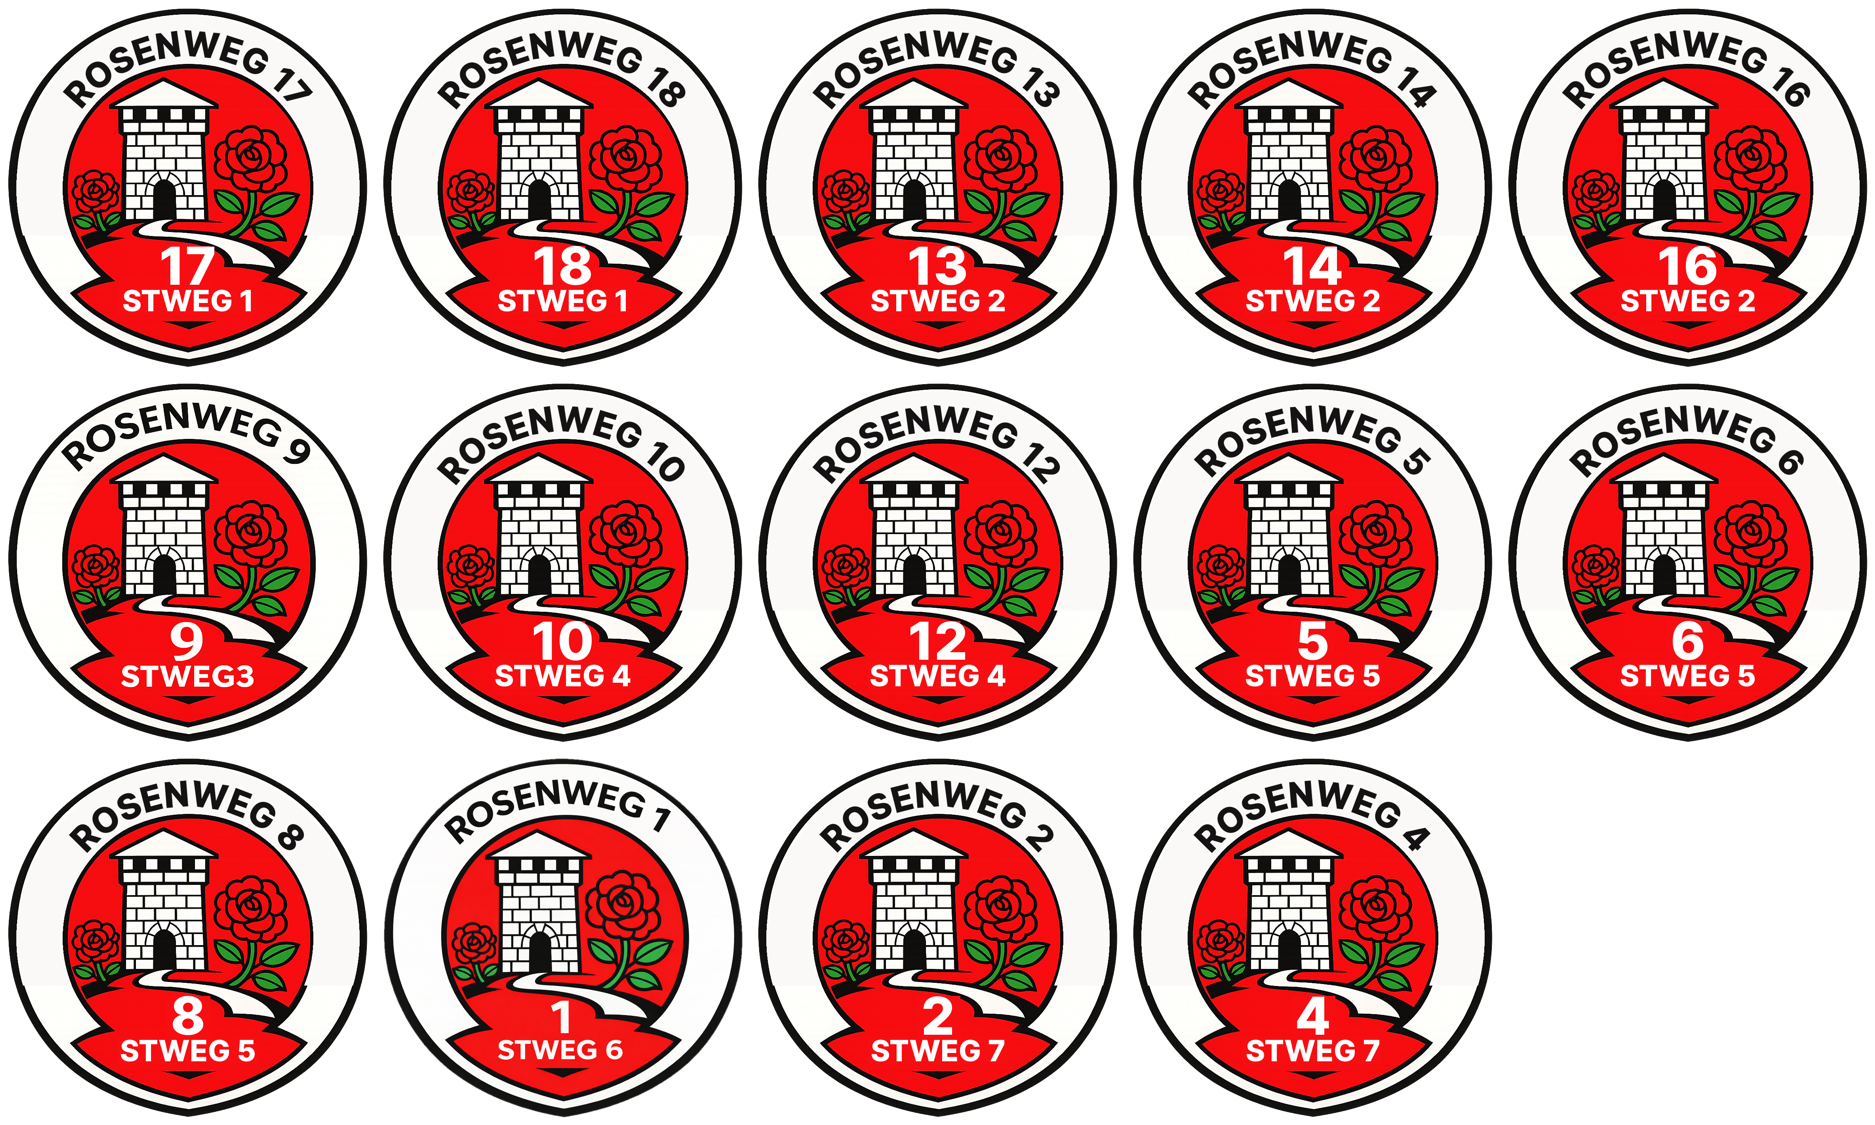 ROSENWEG 17
17
STWEG 1
ROSENWEG 18
18
STWEG 1
ROSENWEG 13
13
STWEG 2
ROSENWEG 14
14
STWEG 2
ROSENWEG 16
16
STWEG 2
ROSENWEG 9
9
STWEG3
ROSENWEG 10
10
STWEG 4
ROSENWEG 12
12
STWEG 4
ROSENWEG 5
5
STWEG 5
ROSENWEG 6
6
STWEG 5
ROSENWEG 8
8
STWEG 5
ROSENWEG 1
1
STWEG 6
ROSENWEG 2
2
STWEG 7
ROSENWEG 4
4
STWEG 7